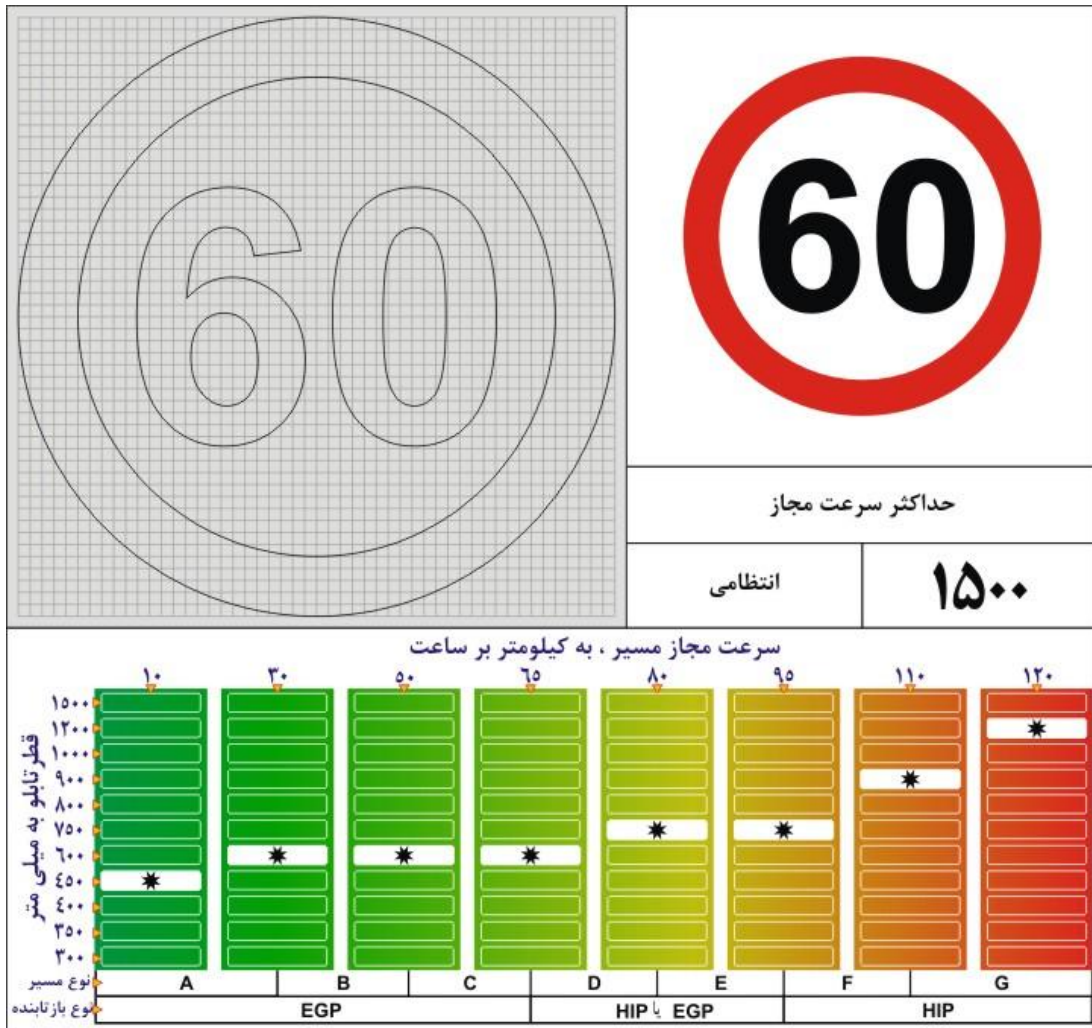 60
60
حداکثر سرعت مجاز
انتظامی
۱۵۰۰
سرعت مجاز مسیر ، به کیلومتر بر ساعت
۱۰ ۳۰ ۵۰ ۶۵ ۸۰ ۹۵ ۱۱۰ ۱۲۰
قطر تابلو به میلی متر
۱۵۰۰
۱۲۰۰
۱۰۰۰
۹۰۰
۸۰۰
۷۵۰
۶۰۰
٤۵۰
٤۰۰
۳۵۰
۳۰۰
نوع مسیر
A B C D E F G
نوع بازتابنده
EGP HIP یا EGP HIP